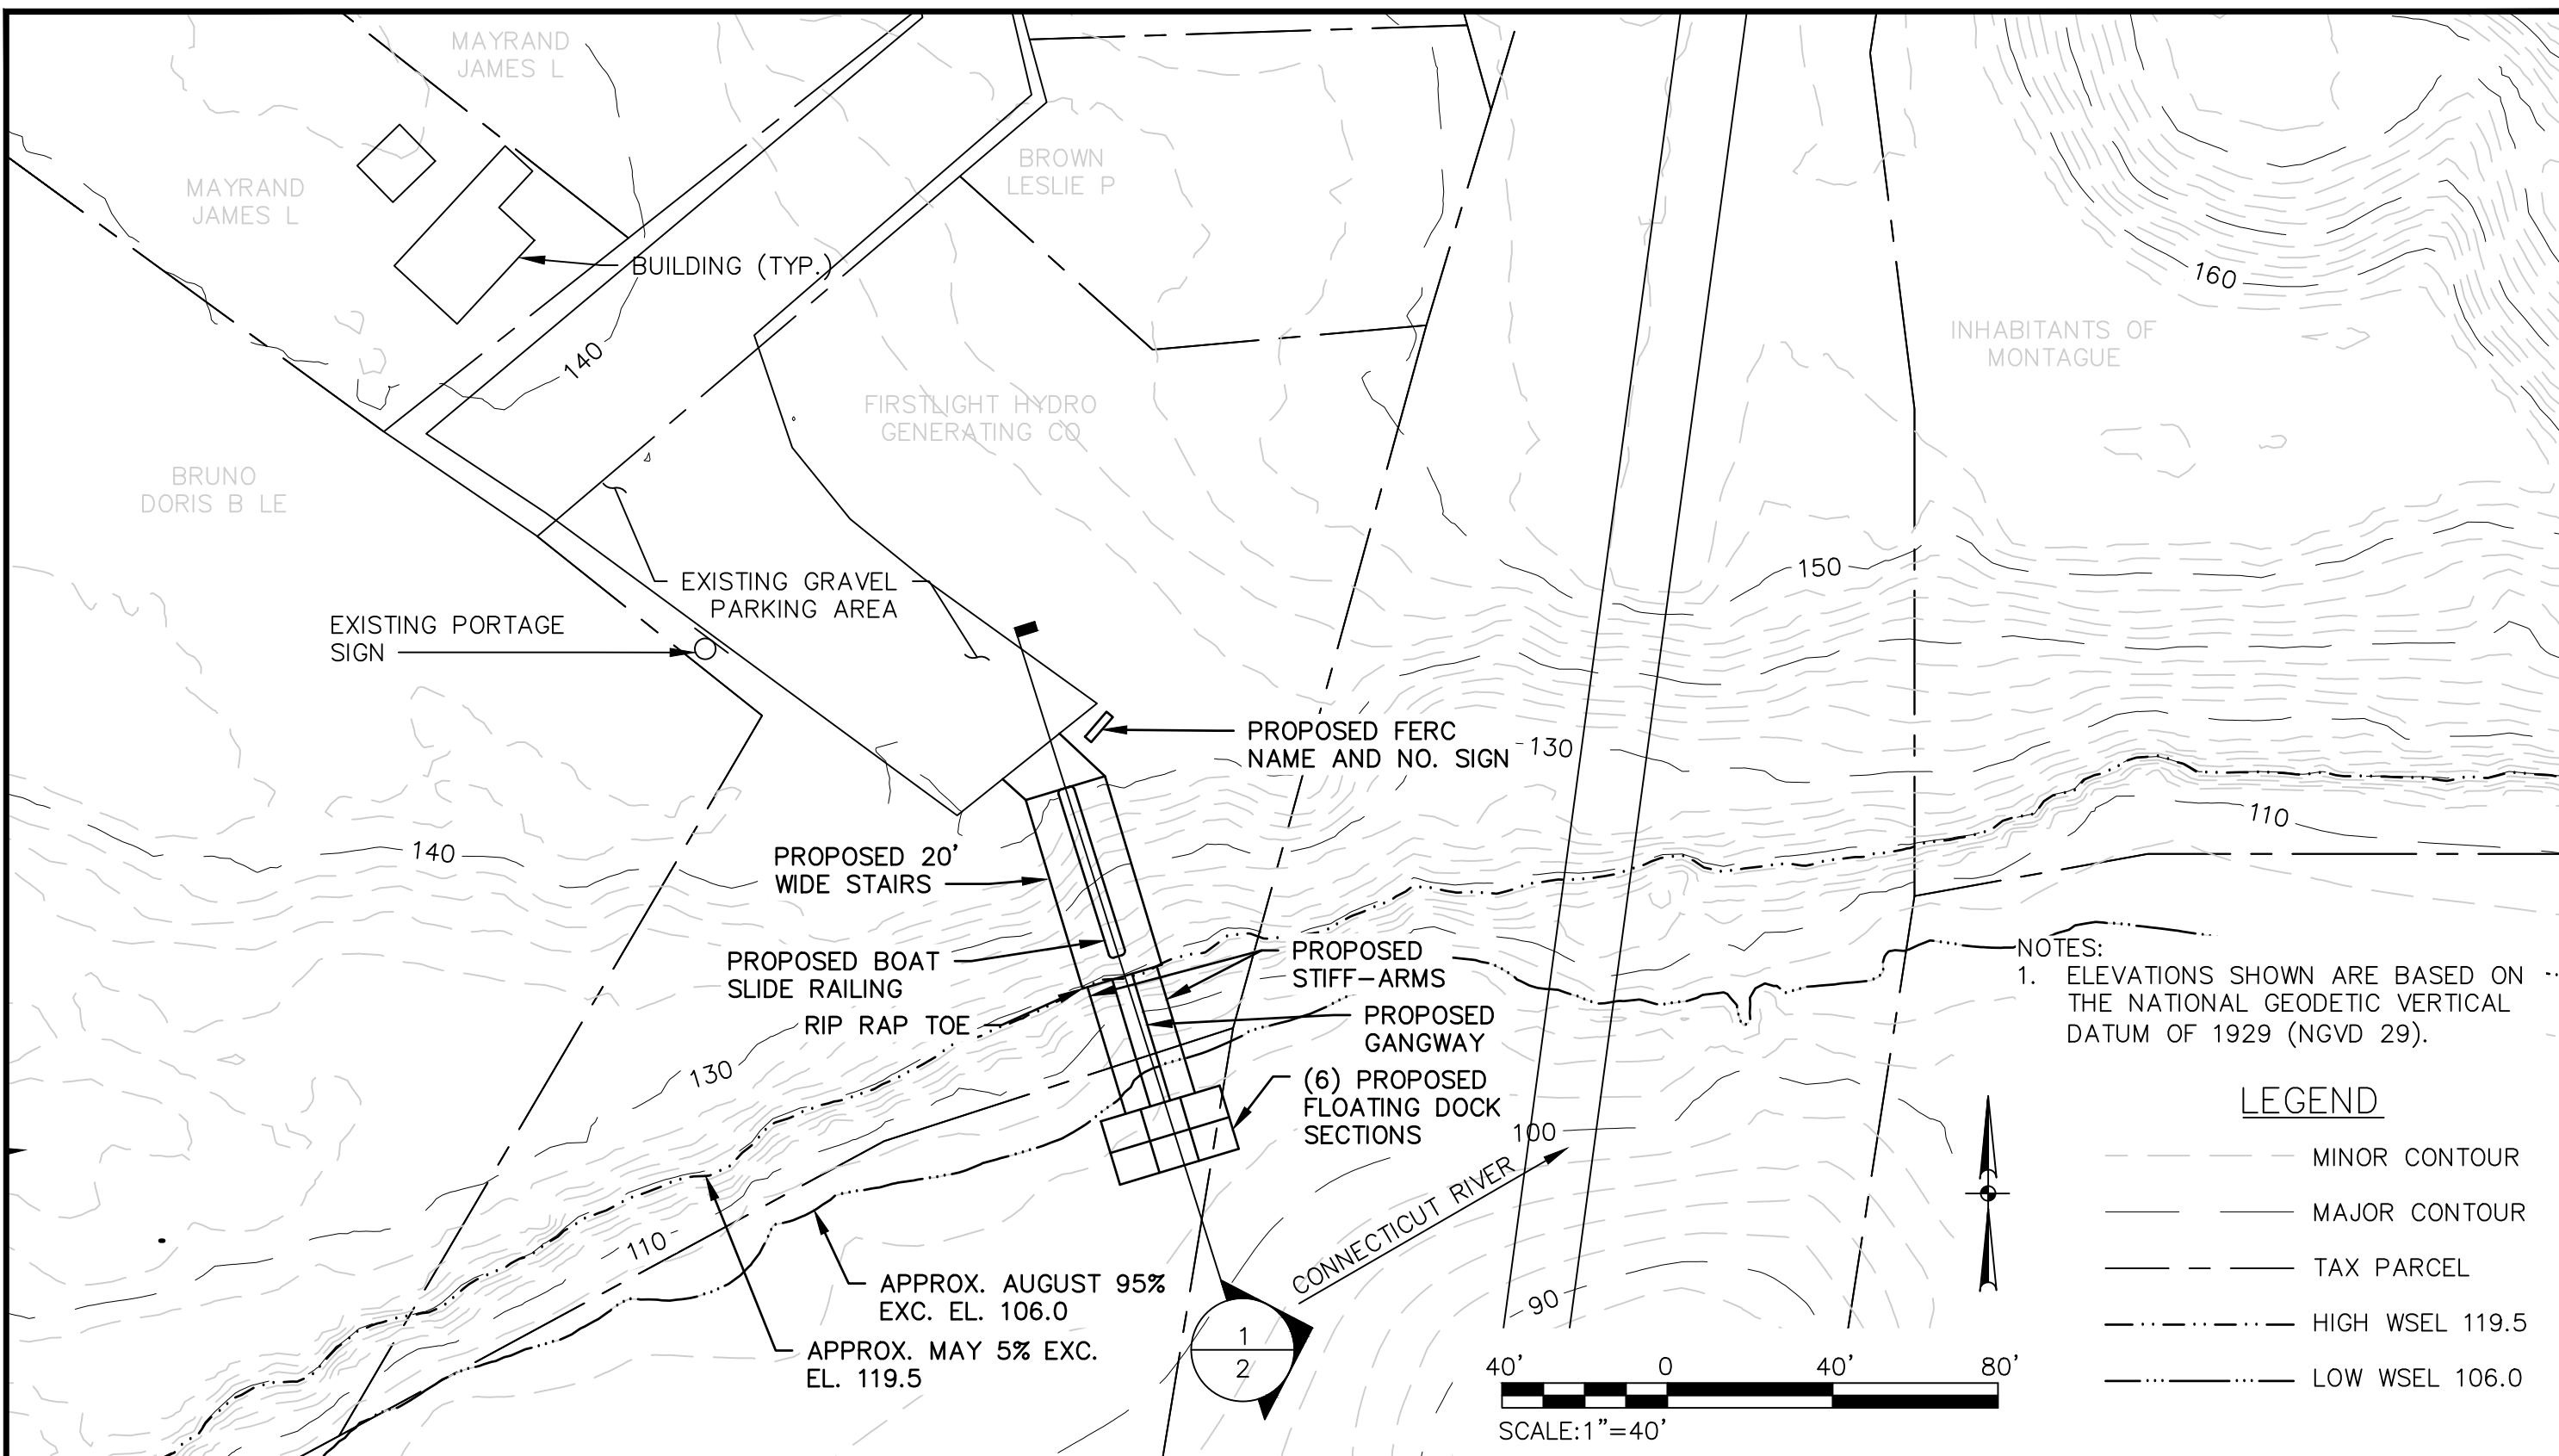 MAYRAND
JAMES L
MAYRAND
JAMES L
BROWN
LESLIE P
BUILDING (TYP.)
160
INHABITANTS OF
MONTAGUE
140
FIRSTLIGHT HYDRO
GENERATING CO
BRUNO
DORIS B LE
EXISTING GRAVEL
PARKING AREA
150
EXISTING PORTAGE
SIGN
PROPOSED FERC
NAME AND NO. SIGN
130
110
140
PROPOSED 20'
WIDE STAIRS
PROPOSED BOAT
SLIDE RAILING
PROPOSED
STIFF-ARMS
RIP RAP TOE
PROPOSED
GANGWAY
130
(6) PROPOSED
FLOATING DOCK
SECTIONS
100
CONNECTICUT RIVER
110
90
APPROX. AUGUST 95%
EXC. EL. 106.0
APPROX. MAY 5% EXC.
EL. 119.5
1
2
NOTES:
1. ELEVATIONS SHOWN ARE BASED ON
THE NATIONAL GEODETIC VERTICAL
DATUM OF 1929 (NGVD 29).
LEGEND
MINOR CONTOUR
MAJOR CONTOUR
TAX PARCEL
HIGH WSEL 119.5
LOW WSEL 106.0
40' 0 40' 80'
SCALE:1"=40'